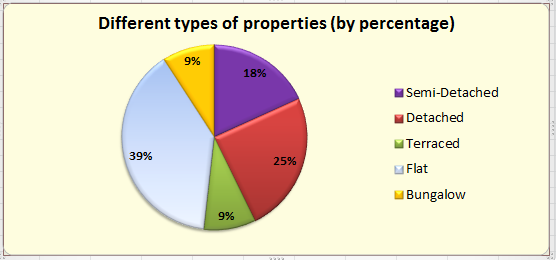 Different types of properties (by percentage)
9%
18%
Semi-Detached
Detached
Terraced
Flat
Bungalow
39%
25%
9%